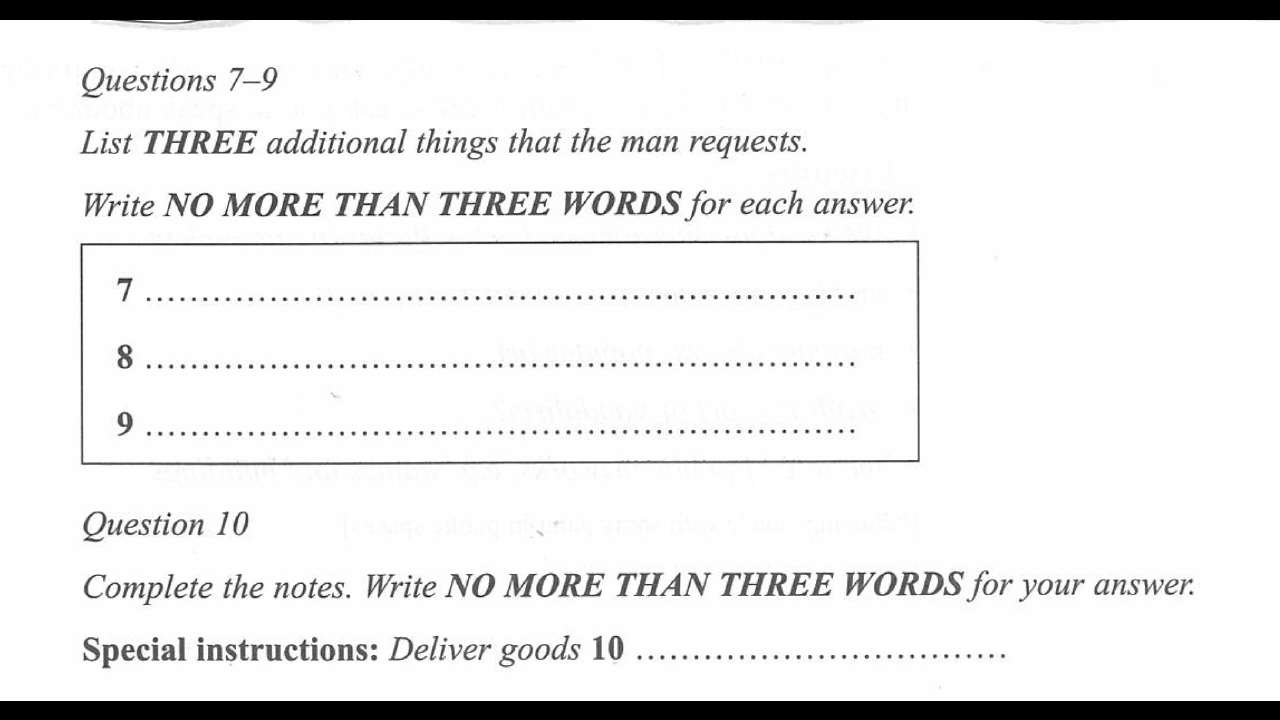 Questions 7–9
List THREE additional things that the man requests.
Write NO MORE THAN THREE WORDS for each answer.
7 ..................................................................
8 ..................................................................
9 ..................................................................
Question 10
Complete the notes. Write NO MORE THAN THREE WORDS for your answer.
Special instructions: Deliver goods 10 ..................................